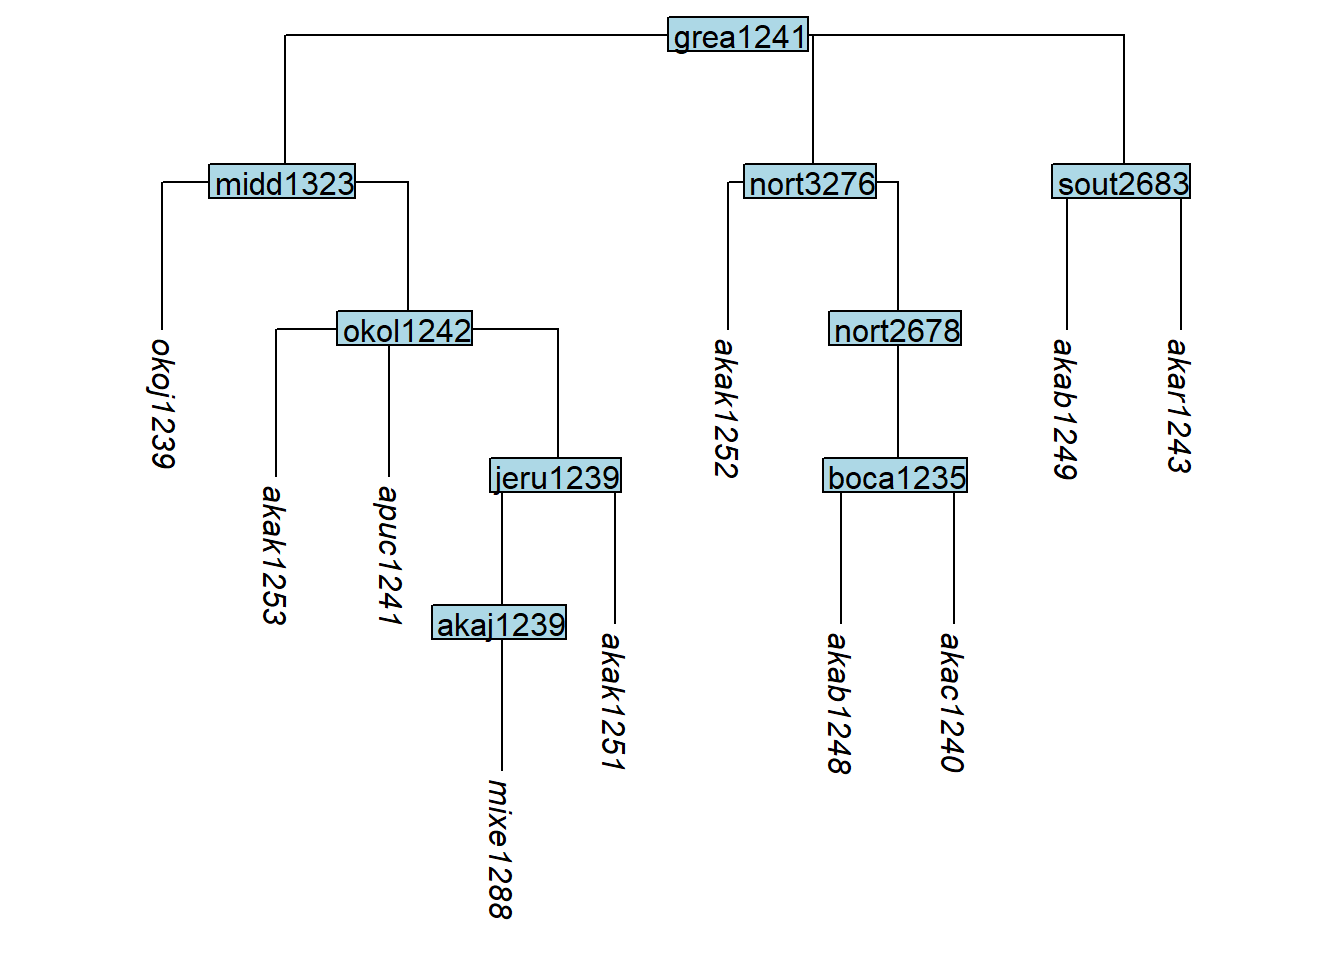 grea1241
midd1323
nort3276
sout2683
okol1242
nort2678
okoj1239
akak1252
akab1249
akar1243
jeru1239
boca1235
akak1253
apuc1241
akaj1239
akak1251
akab1248
akac1240
mixe1288